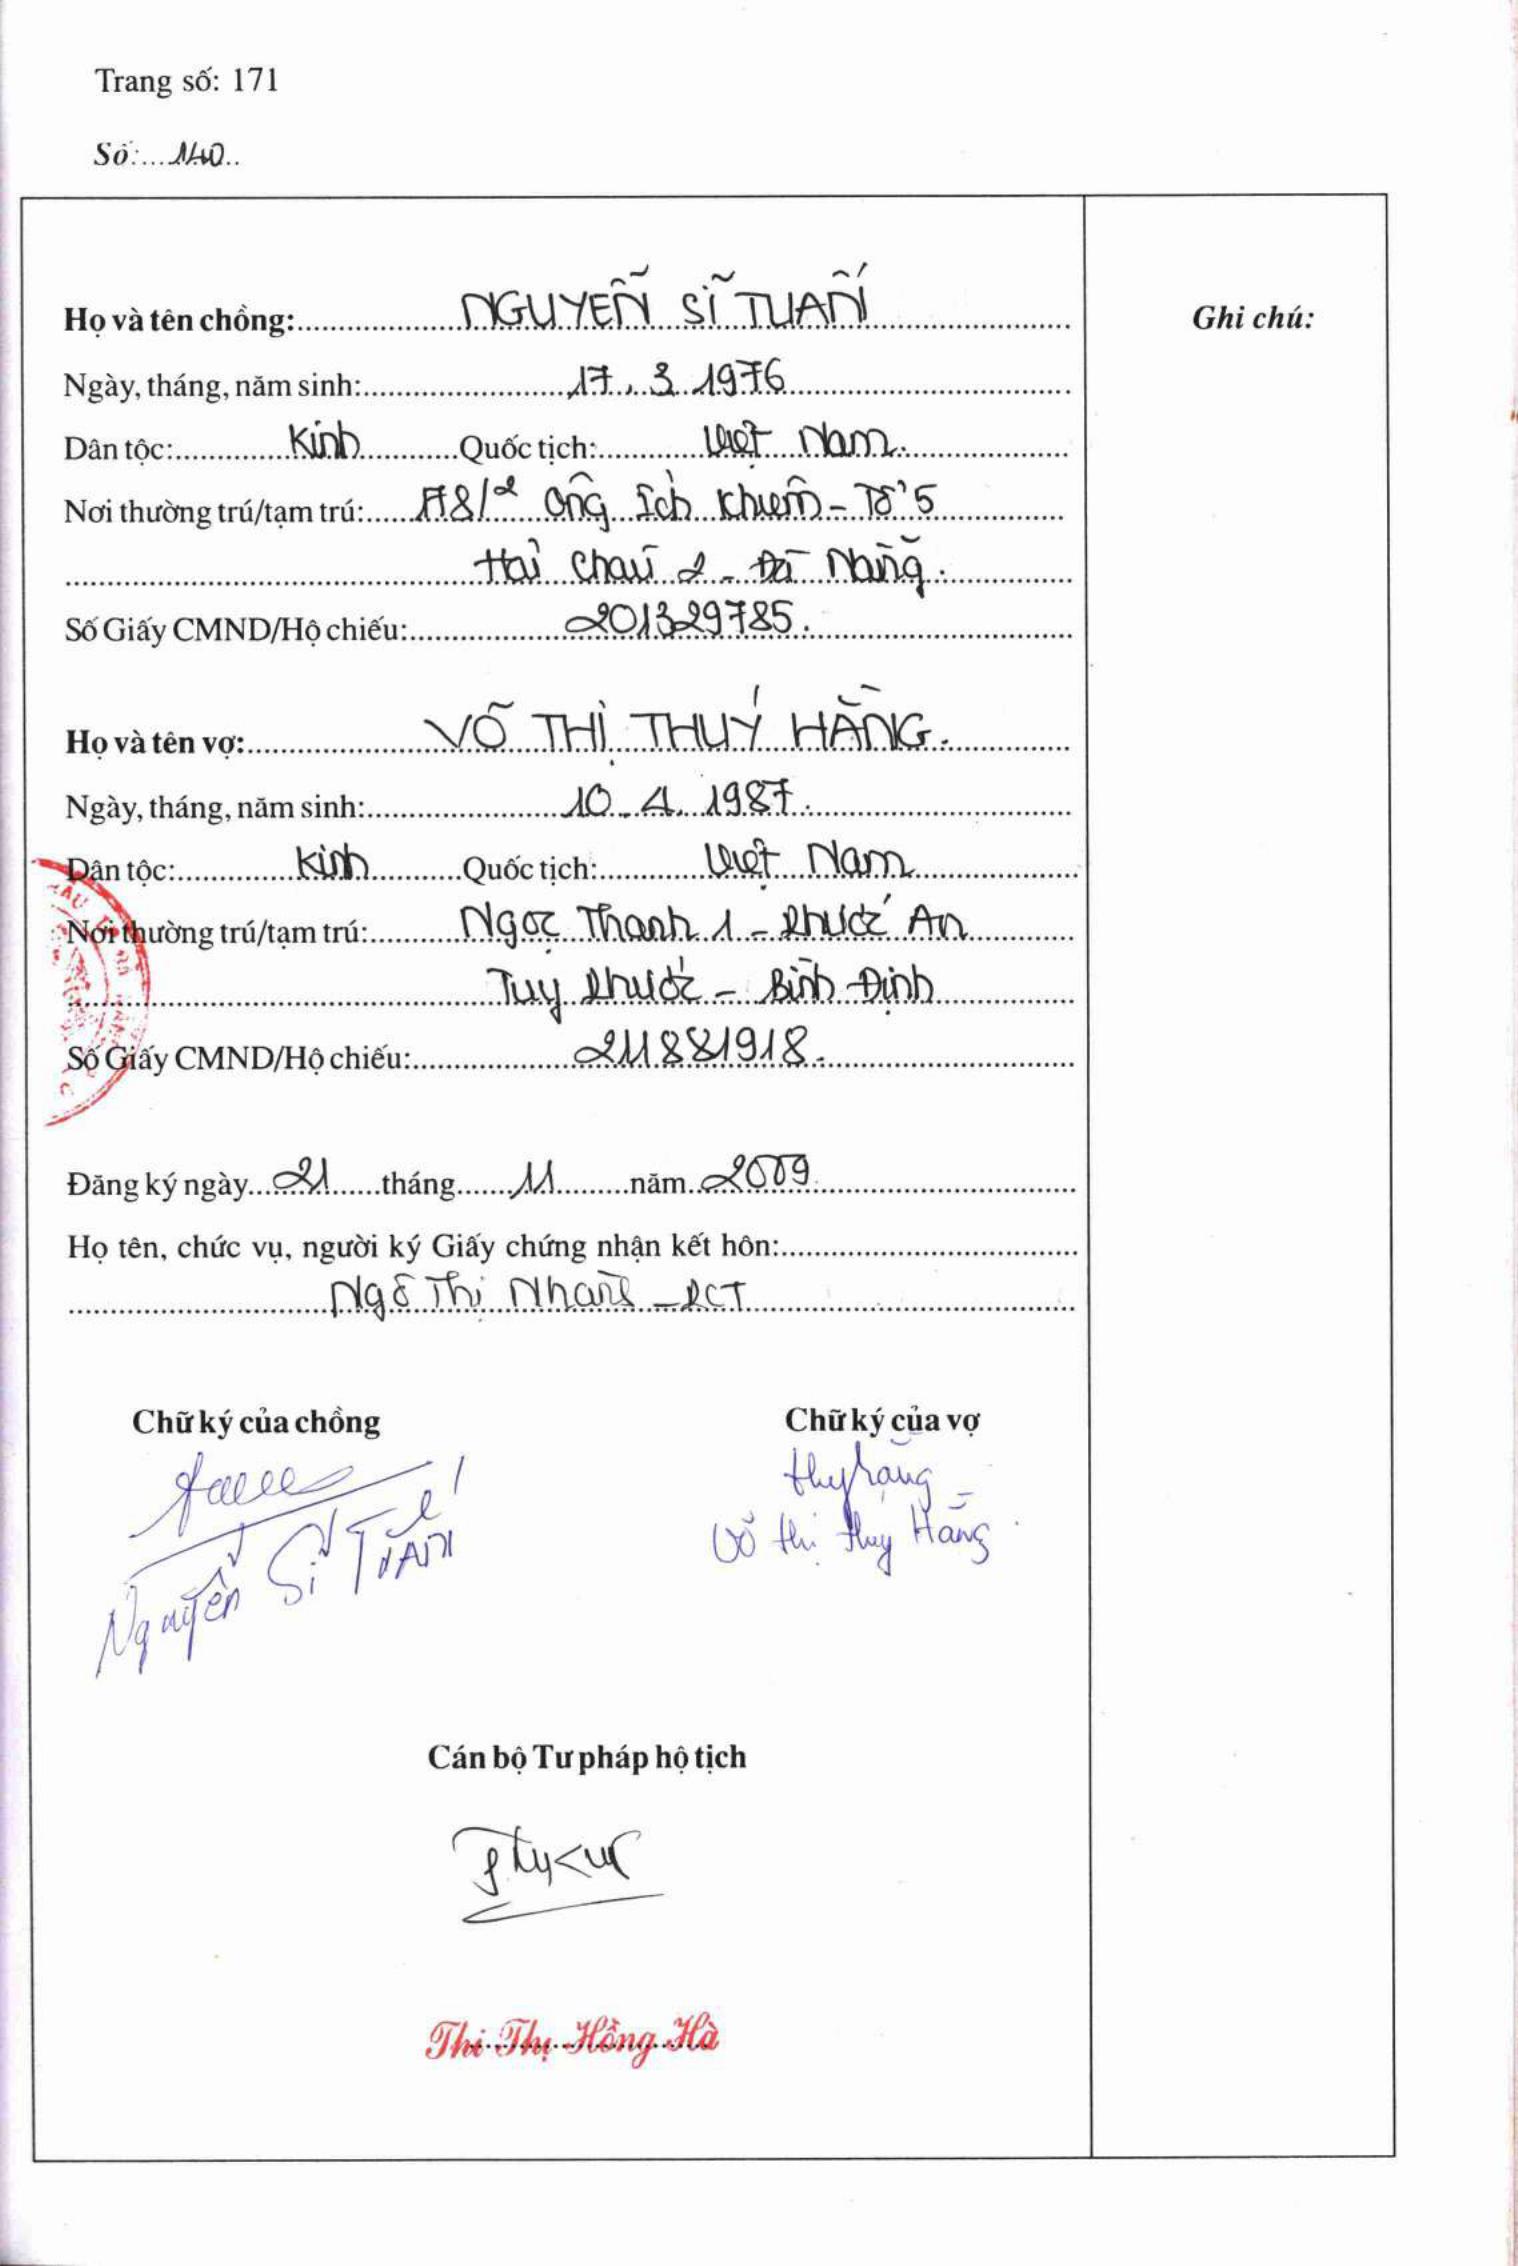 Trang số: 171
Số: 140
Họ và tên chồng: NGUYỄN SĨ TUẤN
Ghi chú:
Ngày, tháng, năm sinh: 17. 3. 1976
Dân tộc: Kinh Quốc tịch: Việt Nam.
Nơi thường trú/tạm trú: A8/2 Ông Ích Khiêm - Tổ 5
Hải Châu 2 - Đà Nẵng.
Số Giấy CMND/Hộ chiếu: 201329785.
Họ và tên vợ: VÕ THỊ THUÝ HẰNG.
Ngày, tháng, năm sinh: 10. 4. 1987.
Dân tộc: Kinh Quốc tịch: Việt Nam
Nơi thường trú/tạm trú: Ngọc Thạnh 1 - Phước An
Tuy Phước - Bình Định
Số Giấy CMND/Hộ chiếu: 211881918.
Đăng ký ngày 21 tháng 11 năm 2009
Họ tên, chức vụ, người ký Giấy chứng nhận kết hôn:
Ngô Thị Nhàn - PCT
Chữ ký của chồng Chữ ký của vợ
Nguyễn Sĩ Tuấn Võ Thị Thuý Hằng.
Cán bộ Tư pháp hộ tịch
Thi Thị Hồng Hà